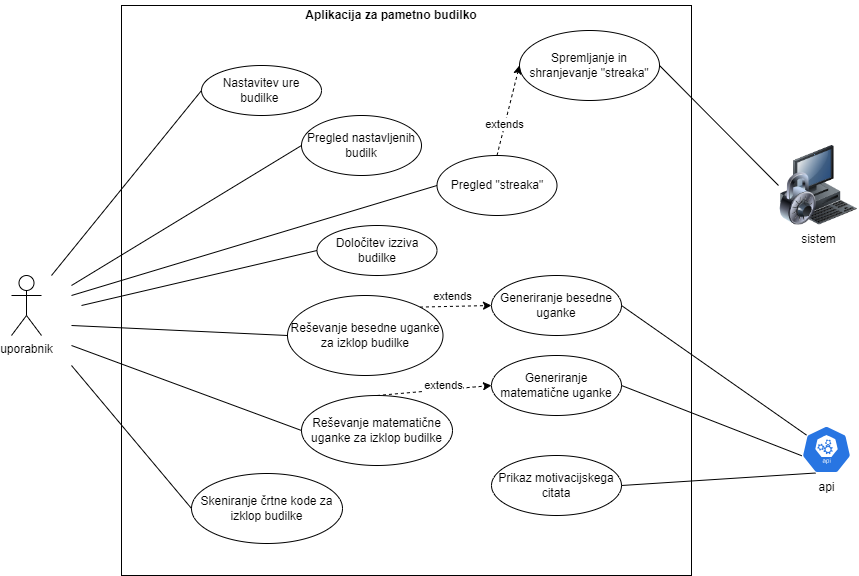 Aplikacija za pametno budilko
Spremljanje in
shranjevanje "streaka"
Nastavitev ure
budilke
extends
Pregled nastavljenih
budilk
Pregled "streaka"
sistem
Določitev izziva
budilke
extends
Generiranje besedne
uganke
Reševanje besedne uganke
za izklop budilke
uporabnik
extends
Generiranje
matematične uganke
Reševanje matematične
uganke za izklop budilke
api
api
Prikaz motivacijskega
citata
Skeniranje črtne kode za
izklop budilke